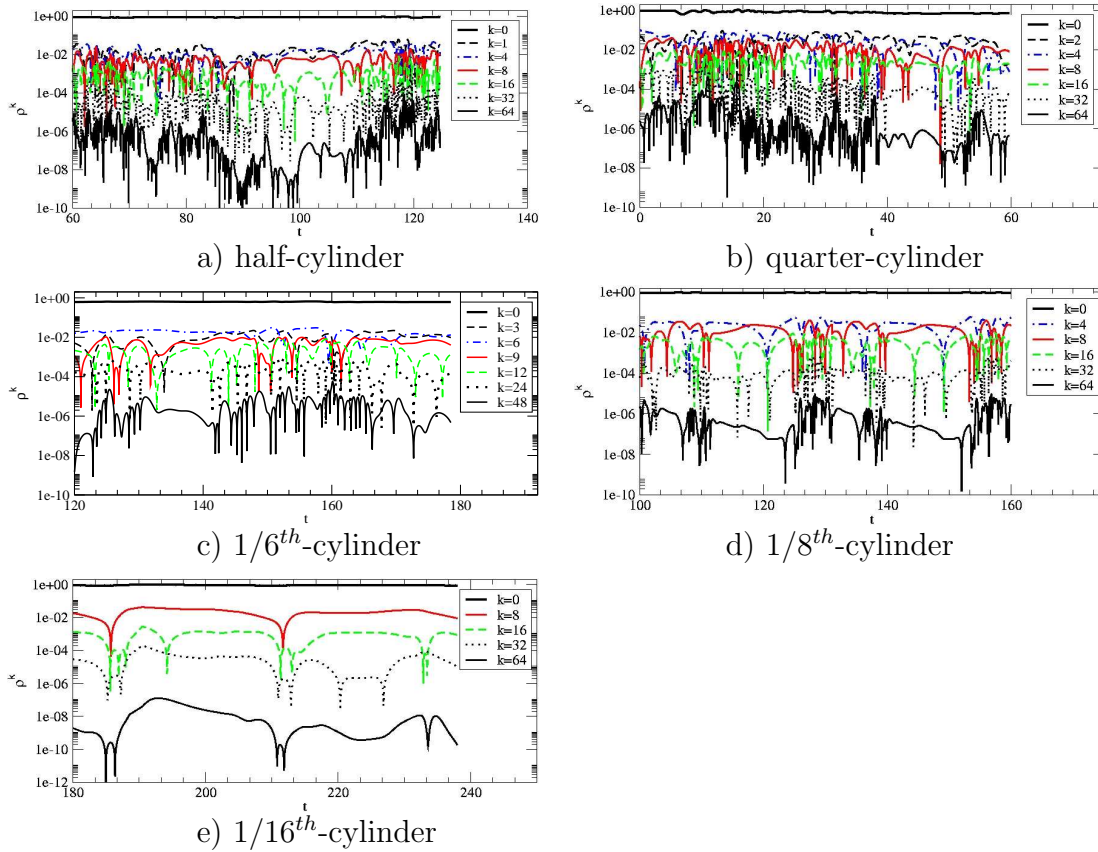 1e+00
1e-02
1e-04
1e-06
1e-08
1e-10
ρ^k
60 80 100 120 140
t
k=0
k=1
k=4
k=8
k=16
k=32
k=64
a) half-cylinder
1e+00
1e-02
1e-04
1e-06
1e-08
1e-10
ρ^k
0 20 40 60
t
k=0
k=2
k=4
k=8
k=16
k=32
k=64
b) quarter-cylinder
1e+00
1e-02
1e-04
1e-06
1e-08
1e-10
ρ^k
120 140 160 180
t
k=0
k=3
k=6
k=9
k=12
k=24
k=48
c) 1/6^{th}-cylinder
1e+00
1e-02
1e-04
1e-06
1e-08
1e-10
ρ^k
100 120 140 160
t
k=0
k=4
k=8
k=16
k=32
k=64
d) 1/8^{th}-cylinder
1e+00
1e-02
1e-04
1e-06
1e-08
1e-10
1e-12
ρ^k
180 200 220 240
t
k=0
k=8
k=16
k=32
k=64
e) 1/16^{th}-cylinder